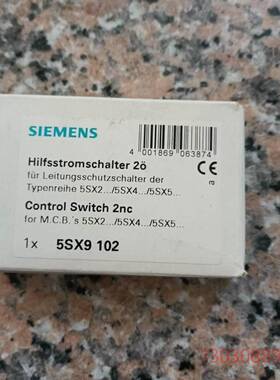 SIEMENS
4 001869 063874
Hilfsstromschalter 2ö
für Leitungsschutzschalter der
Typenreihe 5SX2.../5SX4.../5SX5...
CE
3
Control Switch 2nc
for M.C.B.'s 5SX2.../5SX4.../5SX5...
1x 5SX9 102